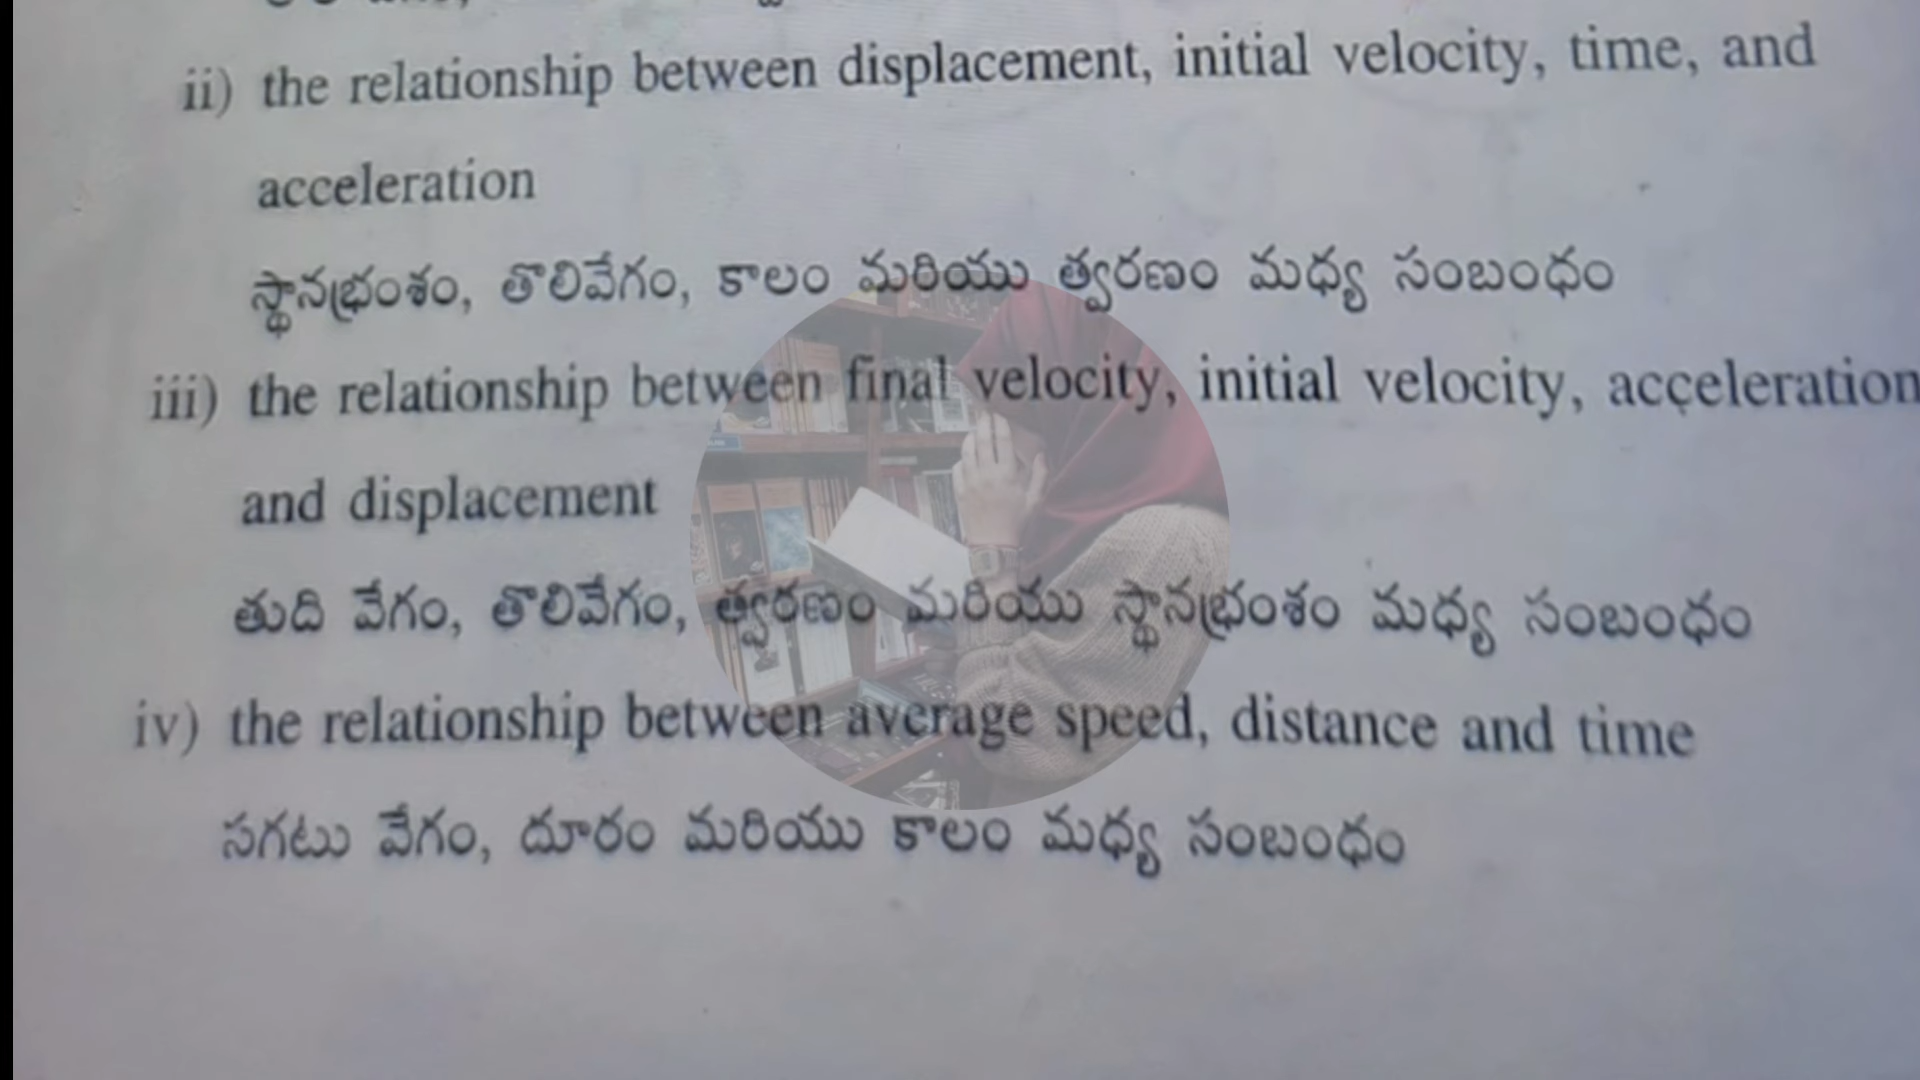 ii) the relationship between displacement, initial velocity, time, and
acceleration
స్థానభ్రంశం, తొలివేగం, కాలం మరియు త్వరణం మధ్య సంబంధం
iii) the relationship between final velocity, initial velocity, acceleration
and displacement
తుది వేగం, తొలివేగం, త్వరణం మరియు స్థానభ్రంశం మధ్య సంబంధం
iv) the relationship between average speed, distance and time
సగటు వేగం, దూరం మరియు కాలం మధ్య సంబంధం